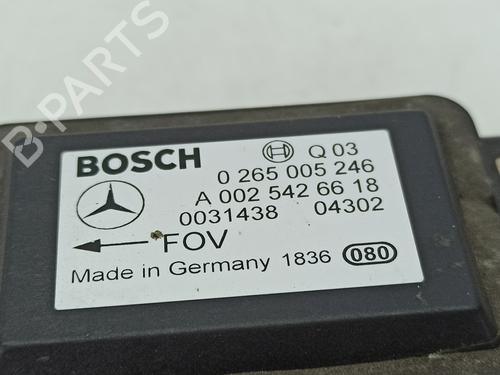 B-PARTS
BOSCH Q 03
0 265 005 246
A 002 542 66 18
0031438 04302
FOV
Made in Germany 1836 080